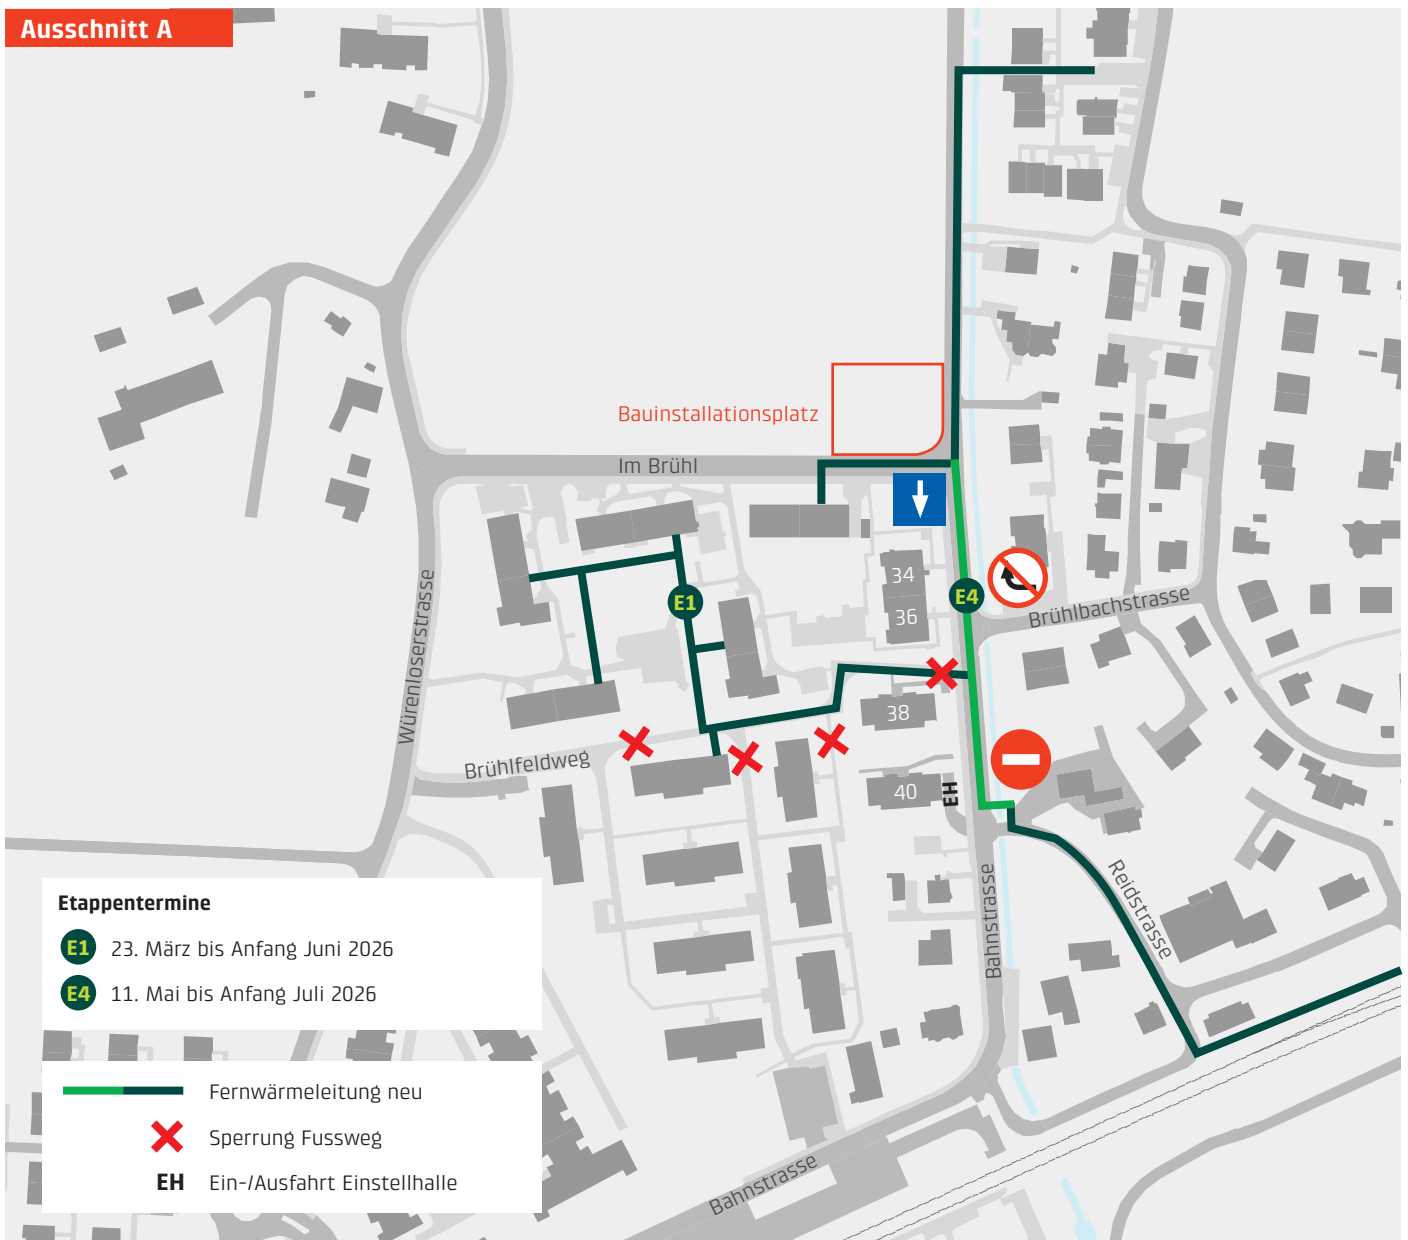 Ausschnitt A
Bauinstallationsplatz
Im Brühl
34
E1
E4
36
Brühlbachstrasse
Würenloserstrasse
38
Brühlfeldweg
40
EH
Reidstrasse
Bahnstrasse
Etappentermine
E1 23. März bis Anfang Juni 2026
E4 11. Mai bis Anfang Juli 2026
Fernwärmeleitung neu
Sperrung Fussweg
EH Ein-/Ausfahrt Einstellhalle
Bahnstrasse